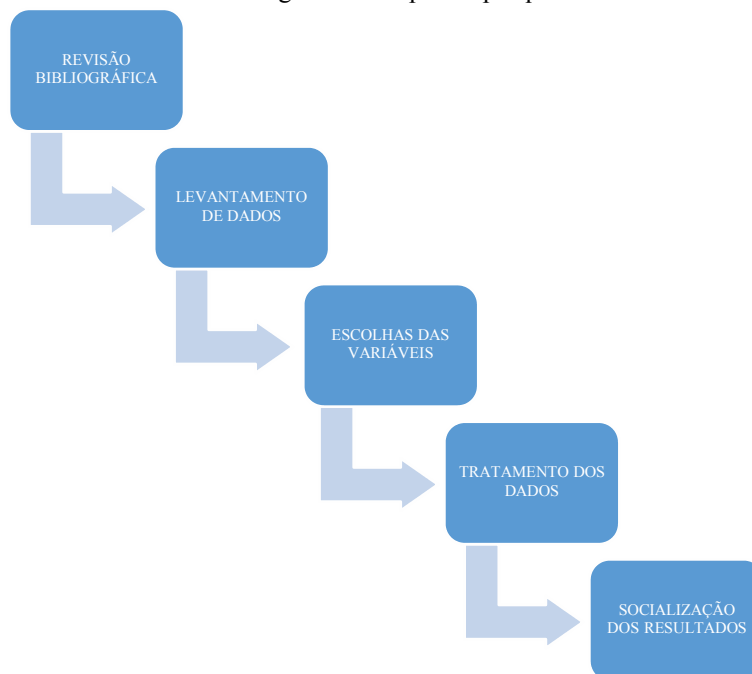 REVISÃO
BIBLIOGRÁFICA
LEVANTAMENTO
DE DADOS
ESCOLHAS DAS
VARIÁVEIS
TRATAMENTO DOS
DADOS
SOCIALIZAÇÃO
DOS RESULTADOS